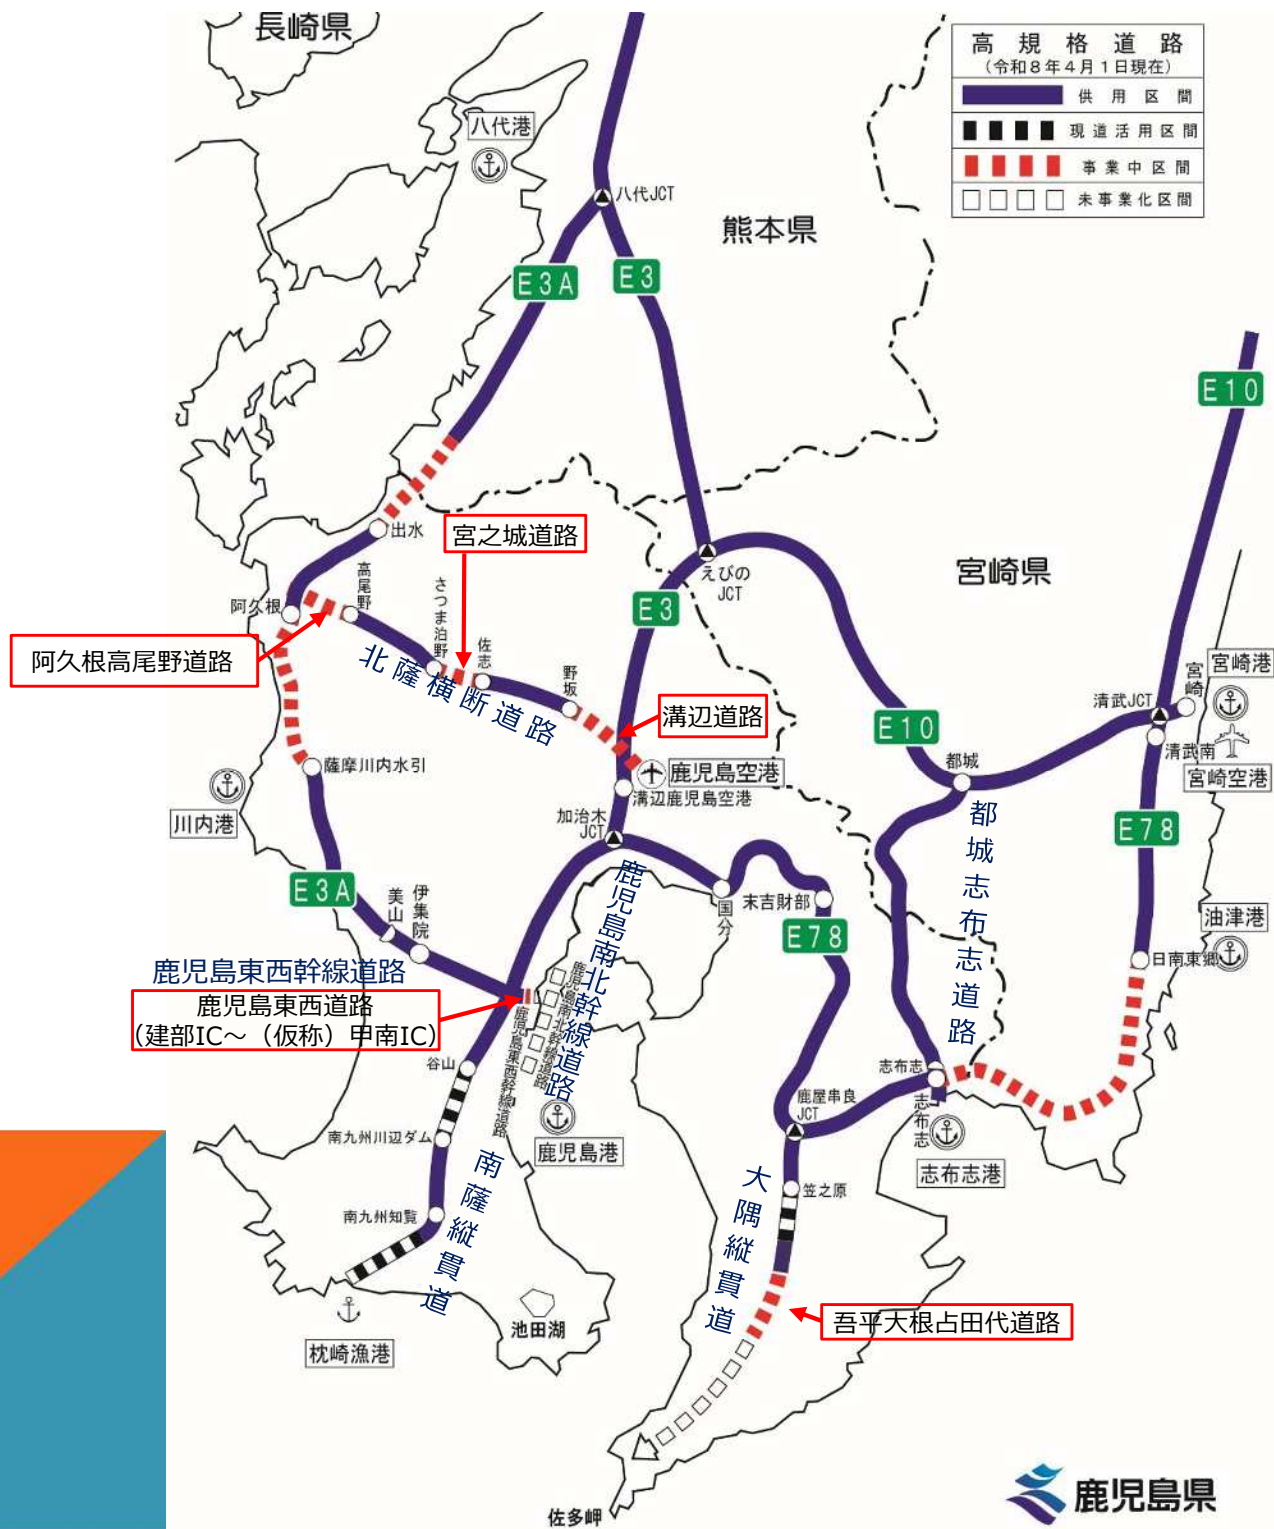 長崎県
高規格道路
(令和8年4月1日現在)
供用区間
現道活用区間
事業中区間
未事業化区間
八代港
八代JCT
熊本県
E3A
E3
E10
出水
宮之城道路
えびの
JCT
宮崎県
高尾野
阿久根
さつま泊野
佐志
E3
阿久根高尾野道路
北薩横断道路
野坂
溝辺道路
宮崎港
宮崎
清武JCT
E10
清武南
宮崎空港
都城
薩摩川内水引
鹿児島空港
溝辺鹿児島空港
川内港
加治木
JCT
都城志布志道路
E78
E3A
美山
伊集院
鹿児島南北幹線道路
国分
末吉財部
E78
油津港
日南東郷
鹿児島東西幹線道路
鹿児島東西道路
(建部IC~(仮称)甲南IC)
鹿児島南北幹線道路
鹿児島東西幹線道路
谷山
志布志
志布志
鹿屋串良
JCT
南九州川辺ダム
鹿児島港
志布志港
南薩縦貫道
大隅縦貫道
笠之原
南九州知覧
池田湖
吾平大根占田代道路
枕崎漁港
佐多岬
鹿児島県